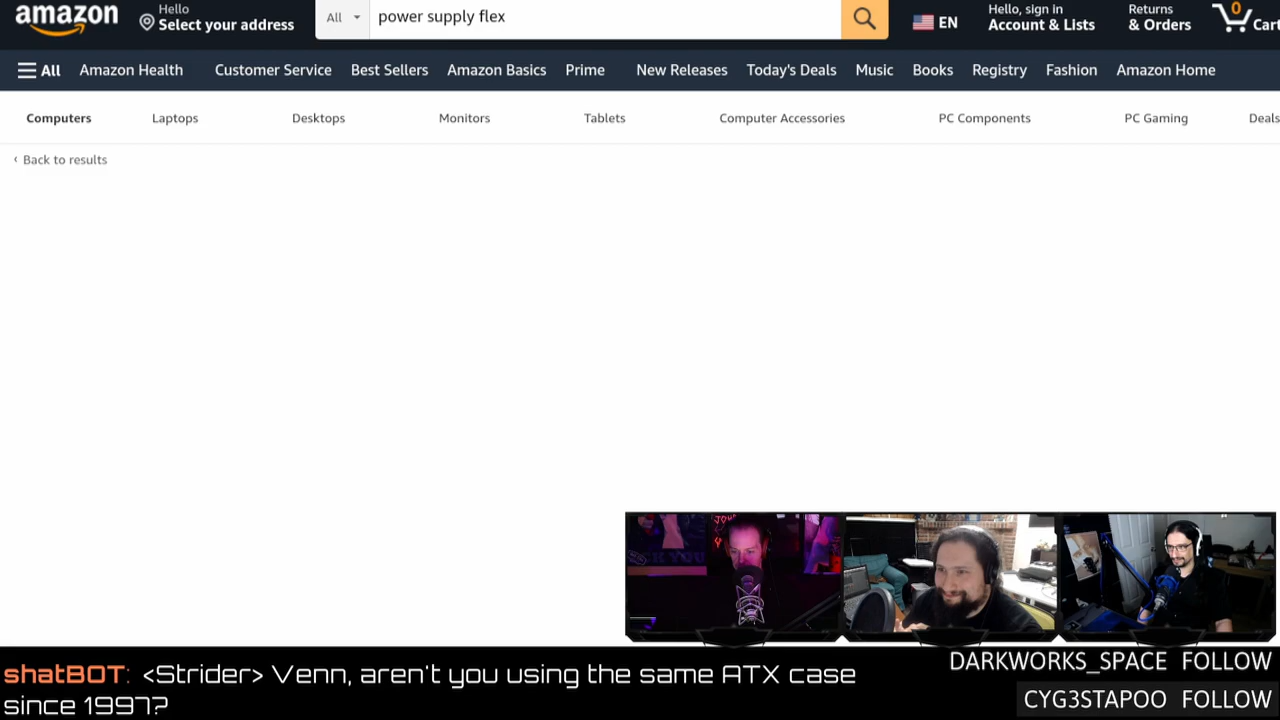 amazon
Hello
Select your address
All
power supply flex
EN
Hello, sign in
Account & Lists
Returns
& Orders
0
Cart
All
Amazon Health
Customer Service
Best Sellers
Amazon Basics
Prime
New Releases
Today's Deals
Music
Books
Registry
Fashion
Amazon Home
Computers
Laptops
Desktops
Monitors
Tablets
Computer Accessories
PC Components
PC Gaming
Deals
‹ Back to results
shatBOT: <Strider> Venn, aren't you using the same ATX case
since 1997?
DARKWORKS_SPACE FOLLOW
CYG3STAPOO FOLLOW